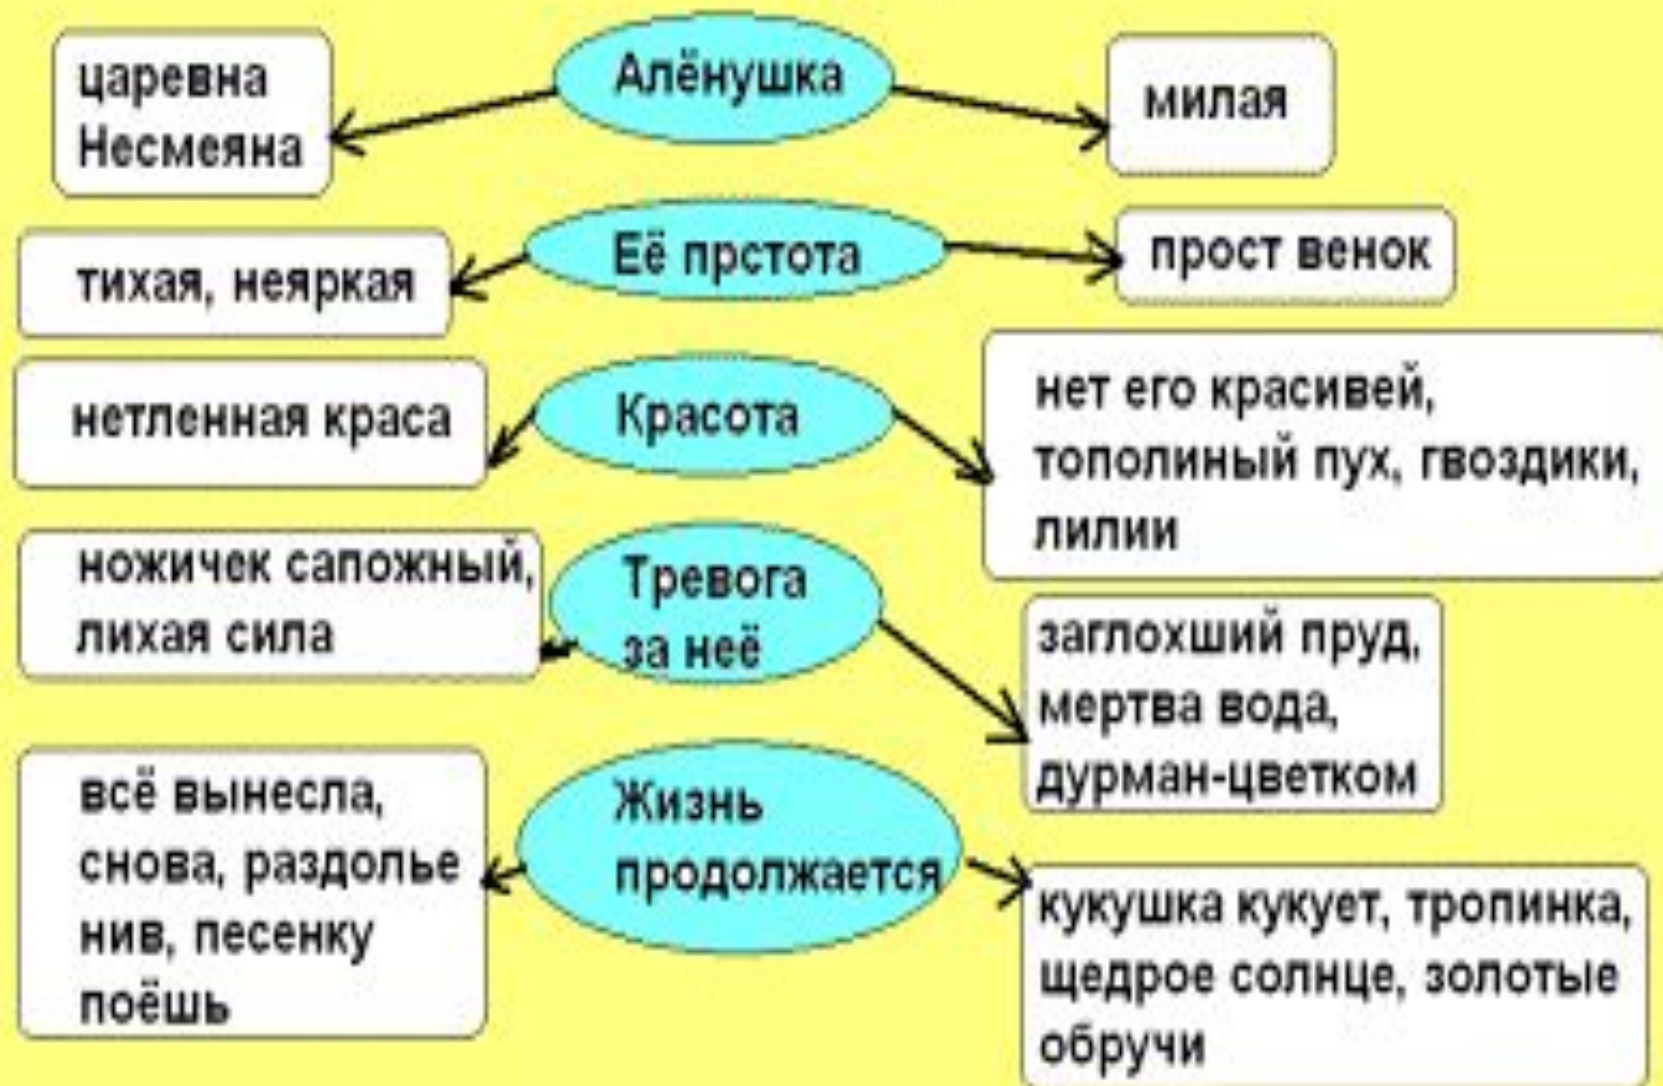 царевна
Несмеяна
Алёнушка
милая
тихая, неяркая
Её прстота
прост венок
нетленная краса
Красота
нет его красивей,
тополиный пух, гвоздики,
лилии
ножичек сапожный,
лихая сила
Тревога
за неё
заглохший пруд,
мертва вода,
дурман-цветком
всё вынесла,
снова, раздолье
нив, песенку
поёшь
Жизнь
продолжается
кукушка кукует, тропинка,
щедрое солнце, золотые
обручи